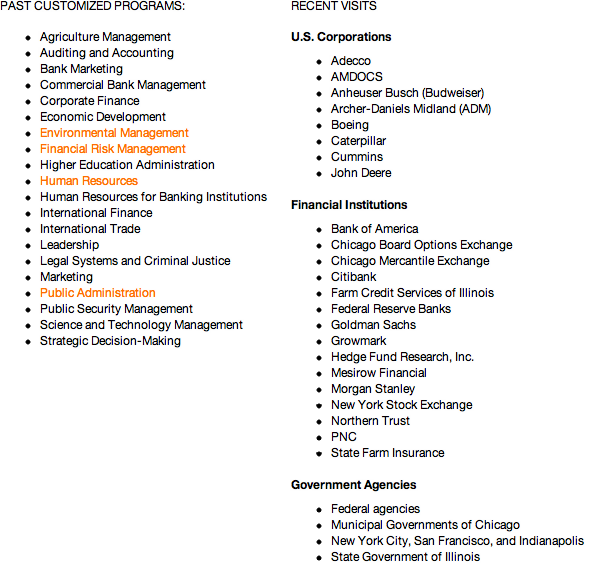 PAST CUSTOMIZED PROGRAMS:
Agriculture Management
Auditing and Accounting
Bank Marketing
Commercial Bank Management
Corporate Finance
Economic Development
Environmental Management
Financial Risk Management
Higher Education Administration
Human Resources
Human Resources for Banking Institutions
International Finance
International Trade
Leadership
Legal Systems and Criminal Justice
Marketing
Public Administration
Public Security Management
Science and Technology Management
Strategic Decision-Making
RECENT VISITS
U.S. Corporations
Adecco
AMDOCS
Anheuser Busch (Budweiser)
Archer-Daniels Midland (ADM)
Boeing
Caterpillar
Cummins
John Deere
Financial Institutions
Bank of America
Chicago Board Options Exchange
Chicago Mercantile Exchange
Citibank
Farm Credit Services of Illinois
Federal Reserve Banks
Goldman Sachs
Growmark
Hedge Fund Research, Inc.
Mesirow Financial
Morgan Stanley
New York Stock Exchange
Northern Trust
PNC
State Farm Insurance
Government Agencies
Federal agencies
Municipal Governments of Chicago
New York City, San Francisco, and Indianapolis
State Government of Illinois